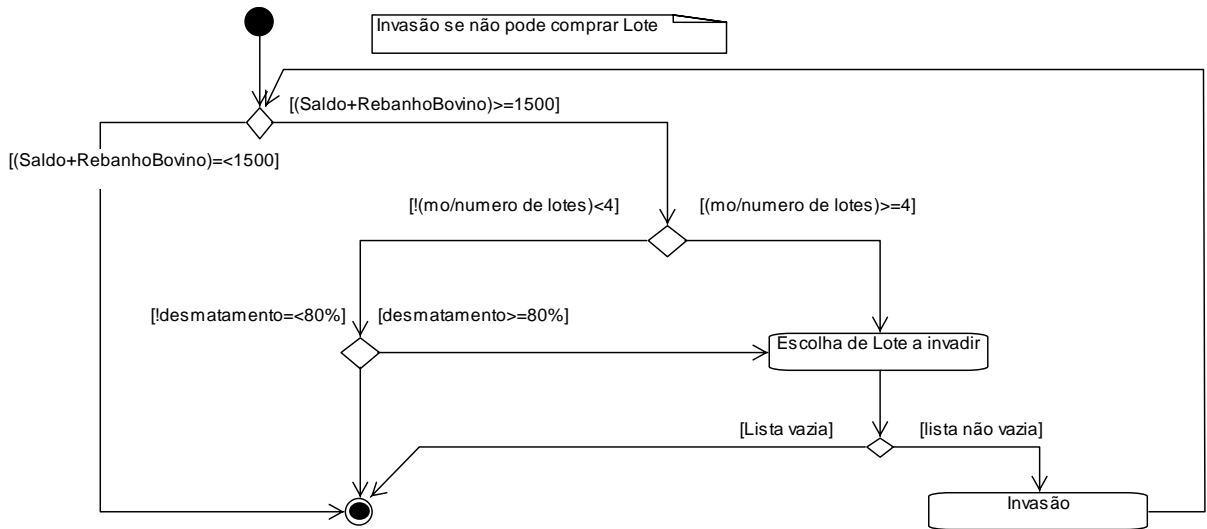 Invasão se não pode comprar Lote
[(Saldo+RebanhoBovino)>=1500]
[(Saldo+RebanhoBovino)=<1500]
[!(mo/numero de lotes)<4]
[(mo/numero de lotes)>=4]
[!desmatamento=<80%]
[desmatamento>=80%]
Escolha de Lote a invadir
[Lista vazia]
[lista não vazia]
Invasão